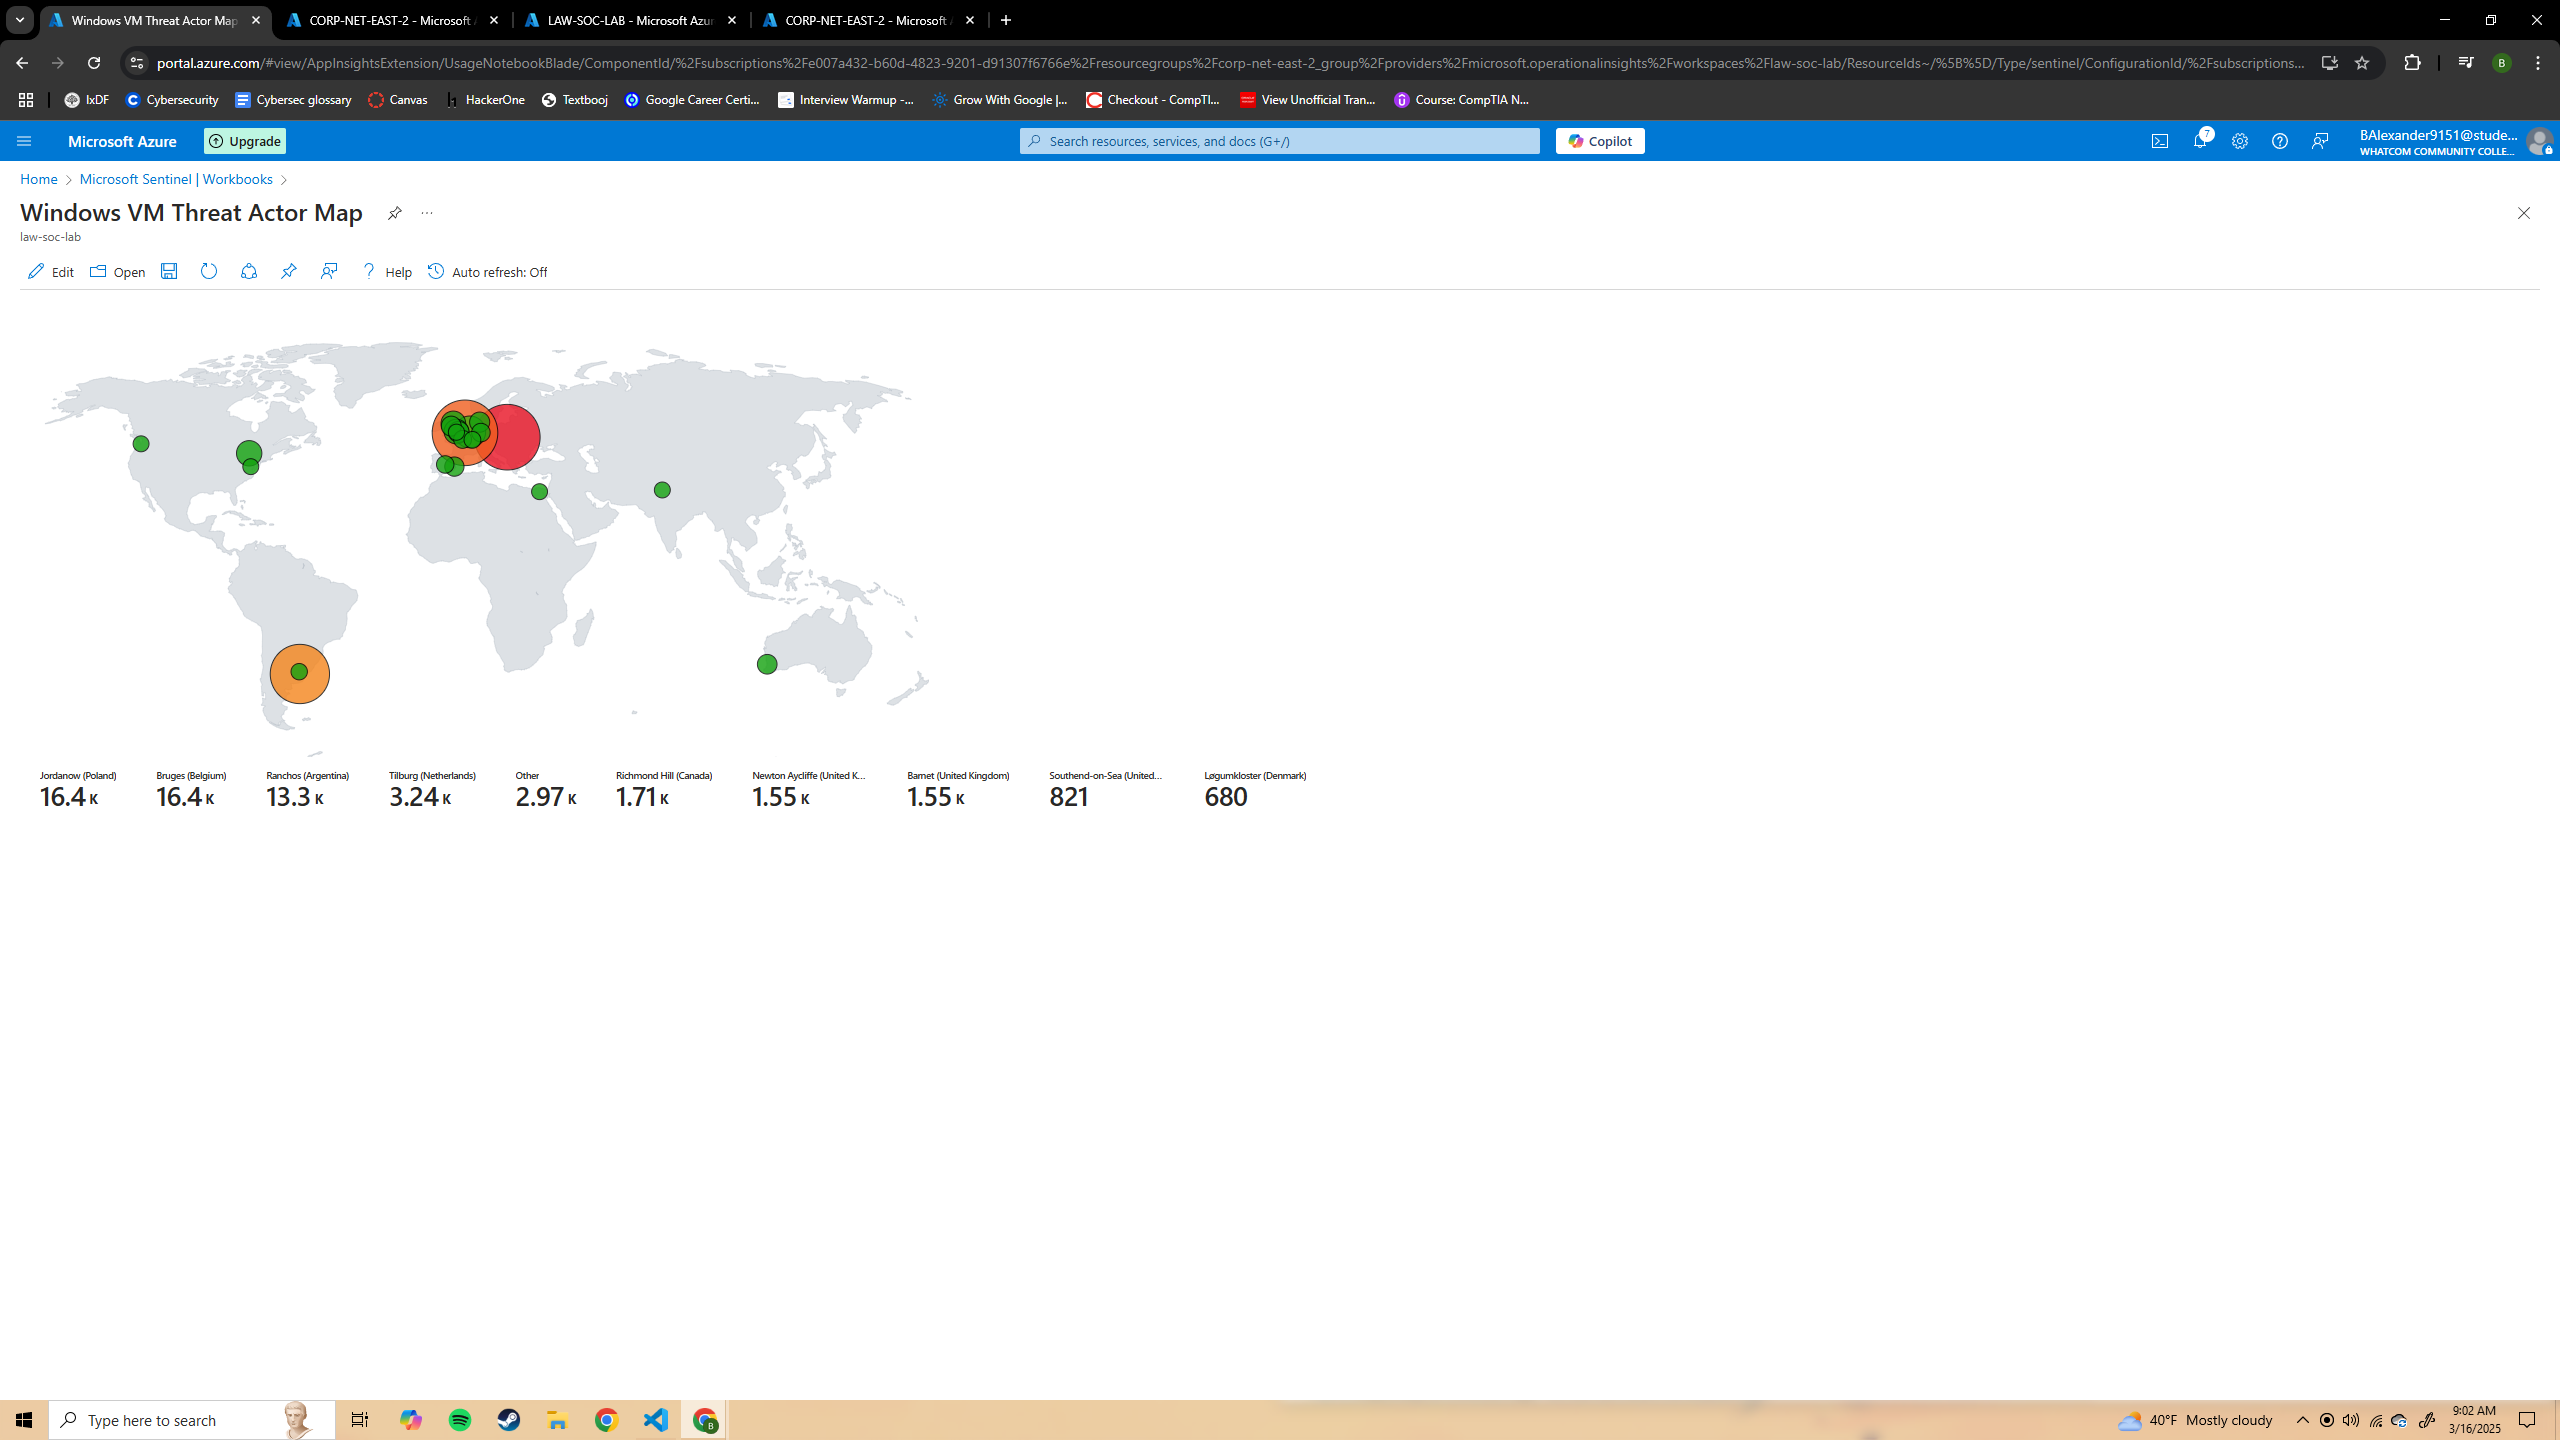 Windows VM Threat Actor Map
CORP-NET-EAST-2 - Microsoft A
LAW-SOC-LAB - Microsoft Azur
CORP-NET-EAST-2 - Microsoft A
portal.azure.com/#view/AppInsightsExtension/UsageNotebookBlade/ComponentId/%2Fsubscriptions%2Fe007a432-b60d-4823-9201-d91307f6766e%2Fresourcegroups%2Fcorp-net-east-2_group%2Fproviders%2Fmicrosoft.operationalinsights%2Fworkspaces%2Flaw-soc-lab/ResourceIds~/%5B%5D/Type/sentinel/ConfigurationId/%2Fsubscriptions...
B
IxDF
Cybersecurity
Cybersec glossary
Canvas
HackerOne
Textbooj
Google Career Certi...
Interview Warmup -...
Grow With Google |...
Checkout - CompTI...
View Unofficial Tran...
Course: CompTIA N...
Microsoft Azure
Upgrade
Search resources, services, and docs (G+/)
Copilot
7
BAlexander9151@stude...
WHATCOM COMMUNITY COLLE...
Home > Microsoft Sentinel | Workbooks >
Windows VM Threat Actor Map
...
law-soc-lab
Edit
Open
Help
Auto refresh: Off
Jordanow (Poland)
16.4 K
Bruges (Belgium)
16.4 K
Ranchos (Argentina)
13.3 K
Tilburg (Netherlands)
3.24 K
Other
2.97 K
Richmond Hill (Canada)
1.71 K
Newton Aycliffe (United K...
1.55 K
Barnet (United Kingdom)
1.55 K
Southend-on-Sea (United...
821
Løgumkloster (Denmark)
680
Type here to search
B
40°F Mostly cloudy
9:02 AM
3/16/2025